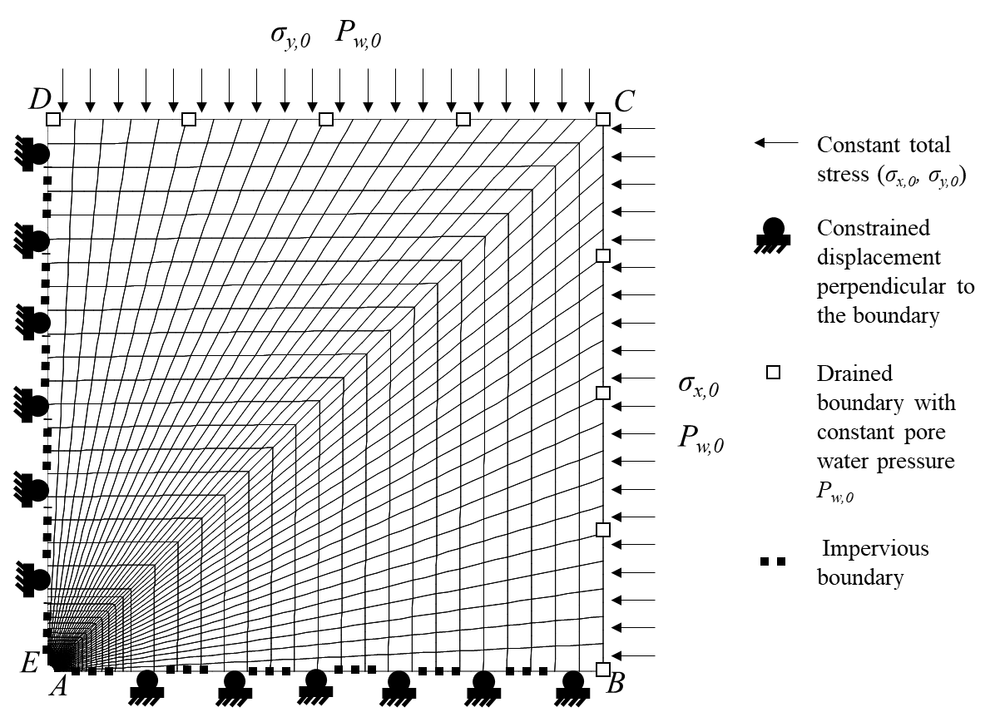 σy,0 Pw,0
D
C
Constant total
stress (σx,0, σy,0)
Constrained
displacement
perpendicular to
the boundary
Drained
boundary with
constant pore
water pressure
Pw,0
σx,0
Pw,0
Impervious
boundary
E
A
B